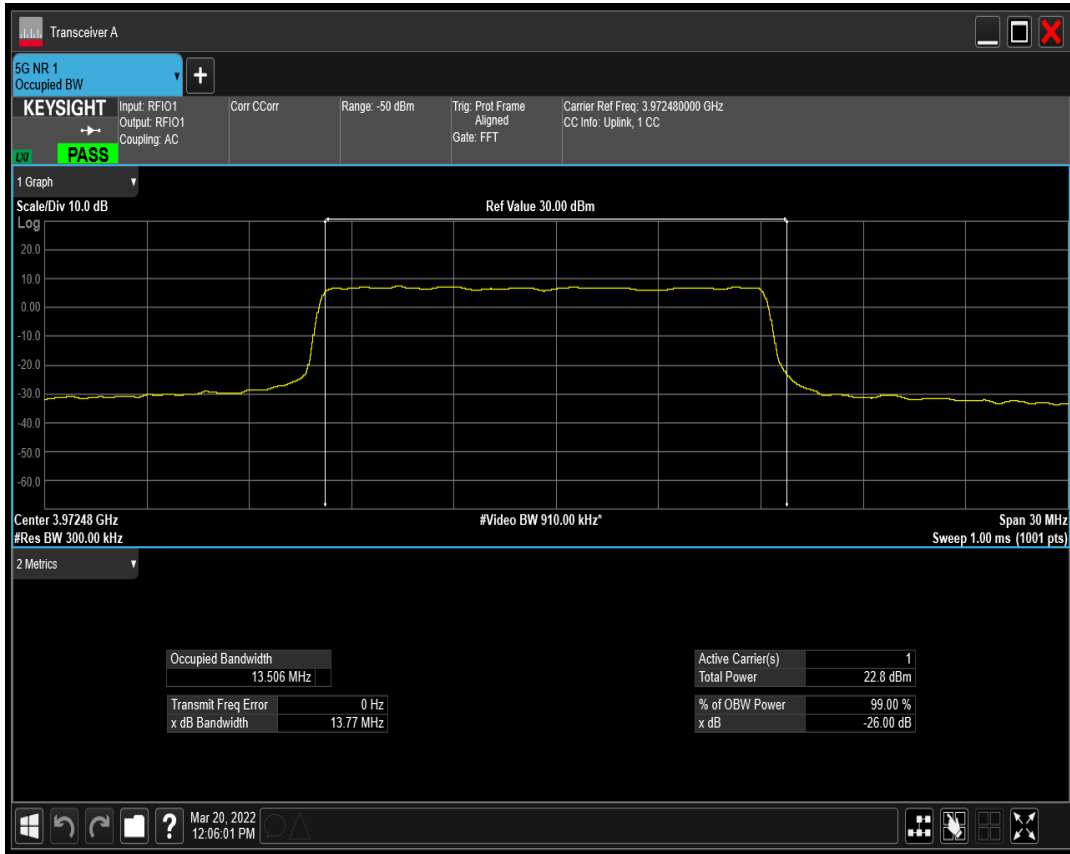 Transceiver A
5G NR 1
Occupied BW
KEYSIGHT
LXI
PASS
Input: RFIO1
Output: RFIO1
Coupling: AC
Corr CCorr
Range: -50 dBm
Trig: Prot Frame
Aligned
Gate: FFT
Carrier Ref Freq: 3.972480000 GHz
CC Info: Uplink, 1 CC
1 Graph
Scale/Div 10.0 dB
Ref Value 30.00 dBm
Log
20.0
10.0
0.00
-10.0
-20.0
-30.0
-40.0
-50.0
-60.0
Center 3.97248 GHz
#Video BW 910.00 kHz*
Span 30 MHz
#Res BW 300.00 kHz
Sweep 1.00 ms (1001 pts)
2 Metrics
Occupied Bandwidth
13.506 MHz
Transmit Freq Error 0 Hz
x dB Bandwidth 13.77 MHz
Active Carrier(s) 1
Total Power 22.8 dBm
% of OBW Power 99.00 %
x dB -26.00 dB
?
Mar 20, 2022
12:06:01 PM